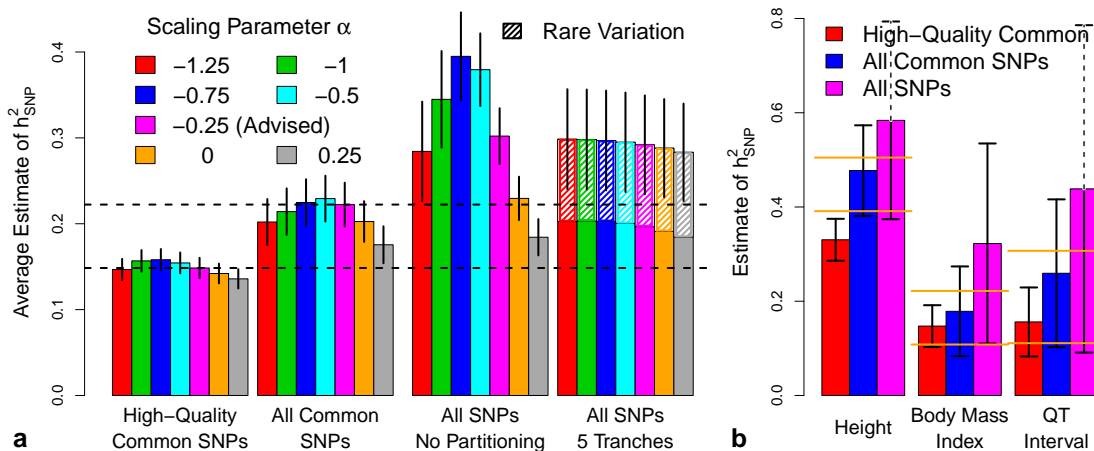 Scaling Parameter α
−1.25
−1
−0.75
−0.5
−0.25 (Advised)
0
0.25
Rare Variation
Average Estimate of h²SNP
0.0
0.1
0.2
0.3
0.4
High−Quality
Common SNPs
All Common
SNPs
All SNPs
No Partitioning
All SNPs
5 Tranches
a
High−Quality Common
All Common SNPs
All SNPs
Estimate of h²SNP
0.0
0.2
0.4
0.6
0.8
Height
Body Mass
Index
QT
Interval
b